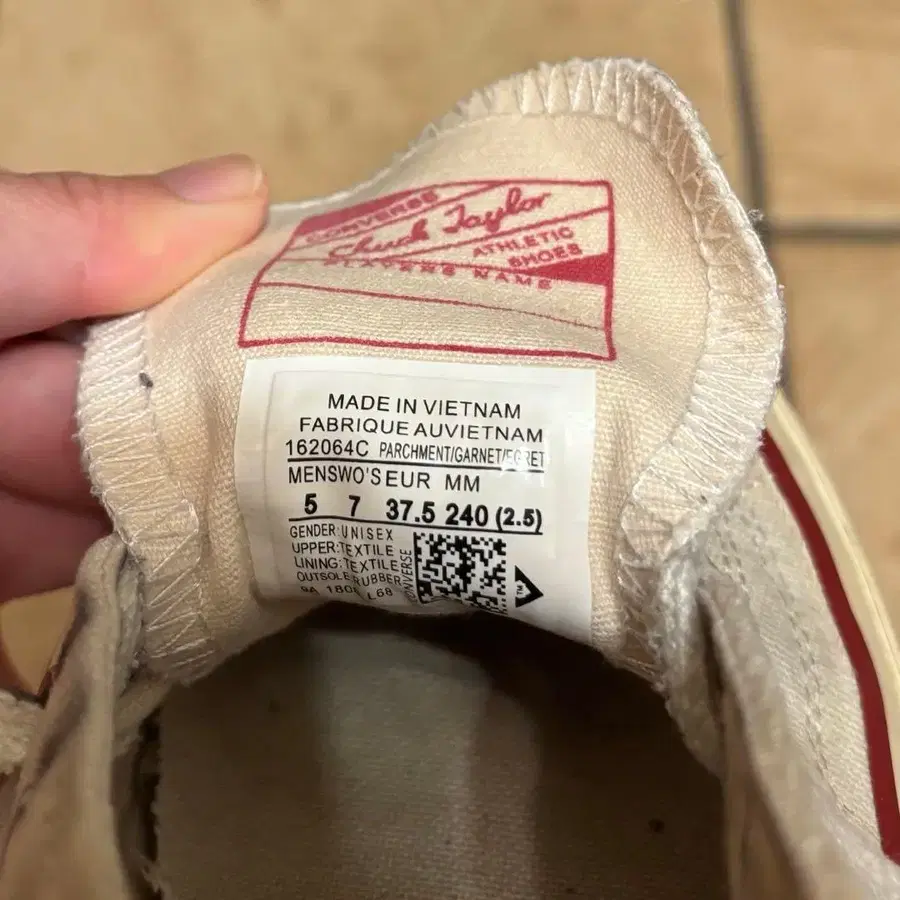 CONVERSE
Chuck Taylor
ATHLETIC
SHOES
PLAYERS NAME
MADE IN VIETNAM
FABRIQUE AUVIETNAM
162064C PARCHMENT/GARNET/EGRET
MENSWO'S EUR MM
5 7 37.5 240 (2.5)
GENDER:UNISEX
UPPER:TEXTILE
LINING:TEXTILE
OUTSOLE:RUBBER
L68
CONVERSE